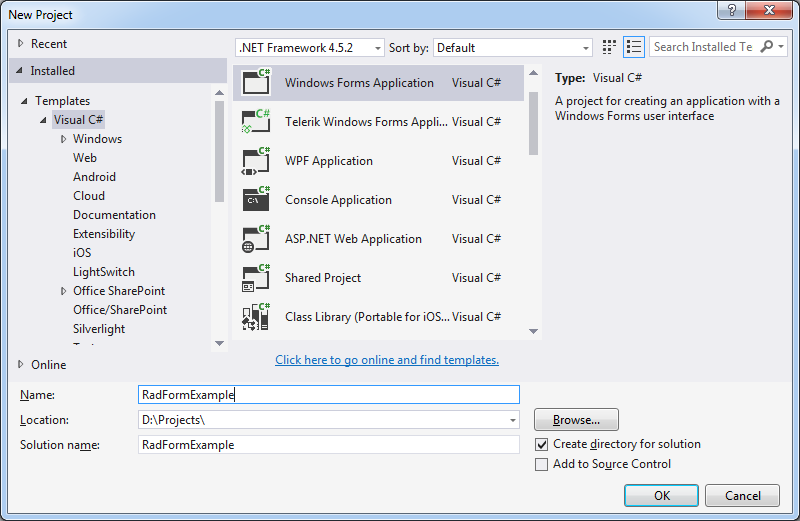 New Project
Recent
Installed
Templates
Visual C#
Windows
Web
Android
Cloud
Documentation
Extensibility
iOS
LightSwitch
Office SharePoint
Office/SharePoint
Silverlight
Online
.NET Framework 4.5.2 Sort by: Default Search Installed Te
C# Windows Forms Application Visual C#
C# Telerik Windows Forms Appli... Visual C#
C# WPF Application Visual C#
C# C:\ Console Application Visual C#
C# ASP.NET Web Application Visual C#
C# Shared Project Visual C#
C# Class Library (Portable for iOS... Visual C#
Click here to go online and find templates.
Type: Visual C#
A project for creating an application with a
Windows Forms user interface
Name: RadFormExample
Location: D:\Projects\ Browse...
Solution name: RadFormExample
Create directory for solution
Add to Source Control
OK Cancel